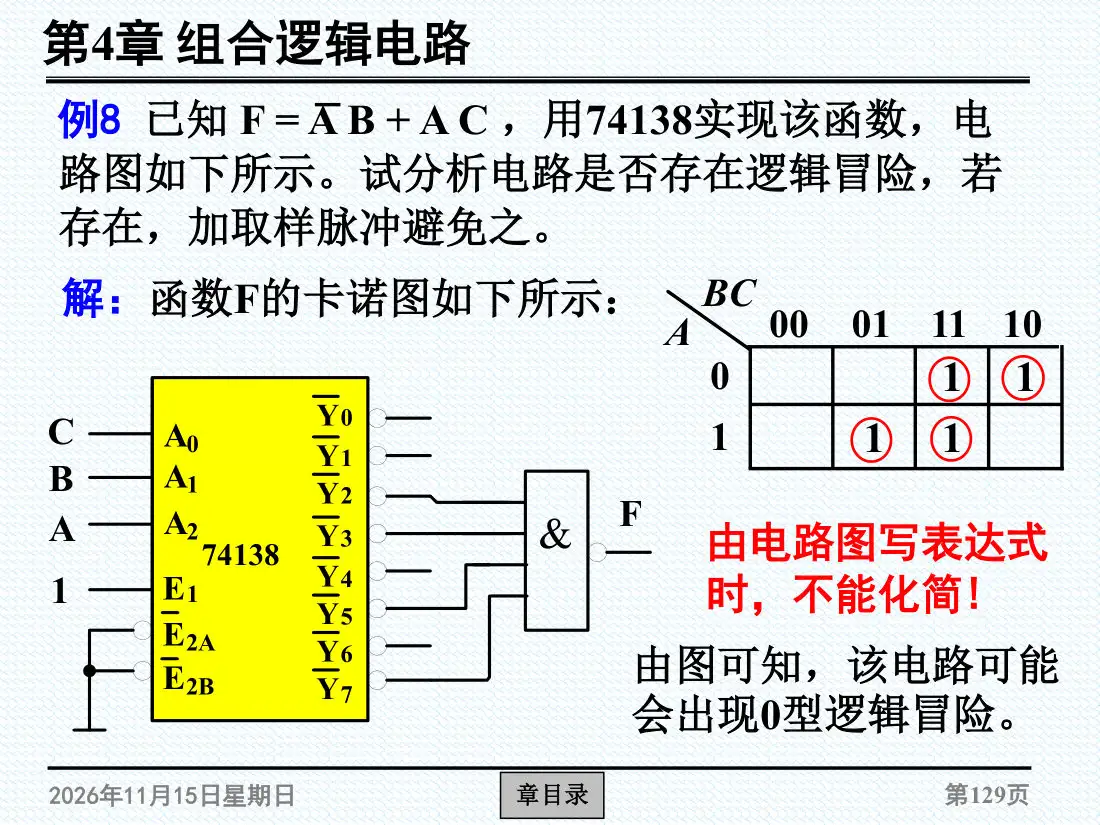 第4章 组合逻辑电路
例8 已知 F = A̅ B + A C ，用74138实现该函数，电
路图如下所示。试分析电路是否存在逻辑冒险，若
存在，加取样脉冲避免之。
解：函数F的卡诺图如下所示：
BC
A
00 01 11 10
0 1 1
1 1 1
C A0 Y̅0
Y̅1
B A1 Y̅2
A A2 Y̅3
74138
& F
1 E1 Y̅4
Y̅5
E̅2A Y̅6
E̅2B Y̅7
由电路图写表达式
时，不能化简！
由图可知，该电路可能
会出现0型逻辑冒险。
2026年11月15日星期日
章目录
第129页